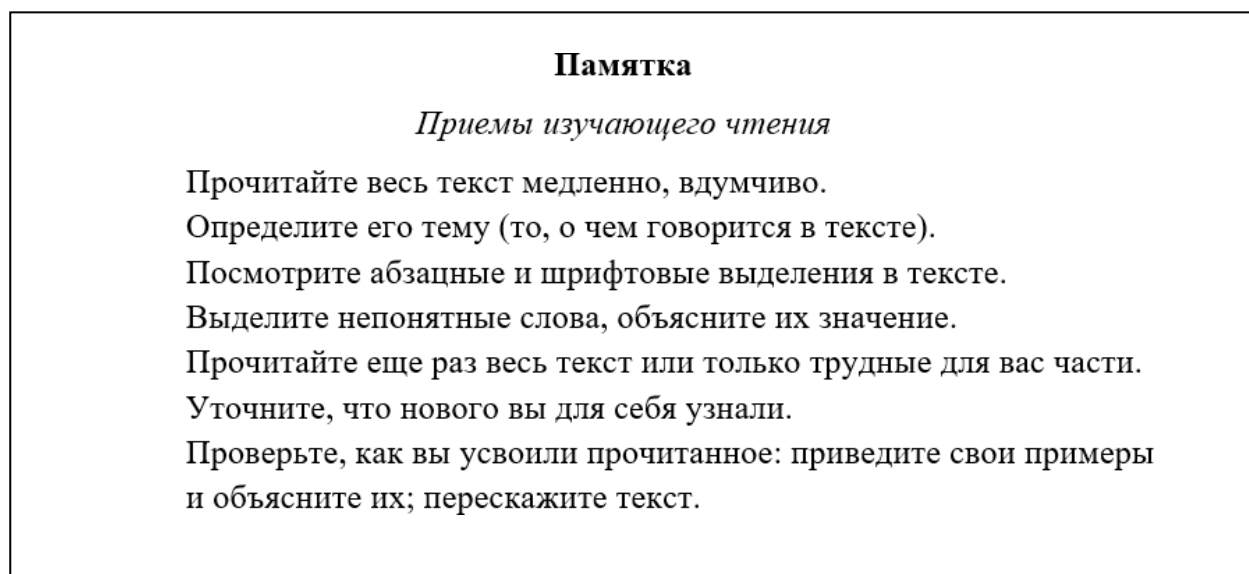 Памятка
Приемы изучающего чтения
Прочитайте весь текст медленно, вдумчиво.
Определите его тему (то, о чем говорится в тексте).
Посмотрите абзацные и шрифтовые выделения в тексте.
Выделите непонятные слова, объясните их значение.
Прочитайте еще раз весь текст или только трудные для вас части.
Уточните, что нового вы для себя узнали.
Проверьте, как вы усвоили прочитанное: приведите свои примеры
и объясните их; перескажите текст.